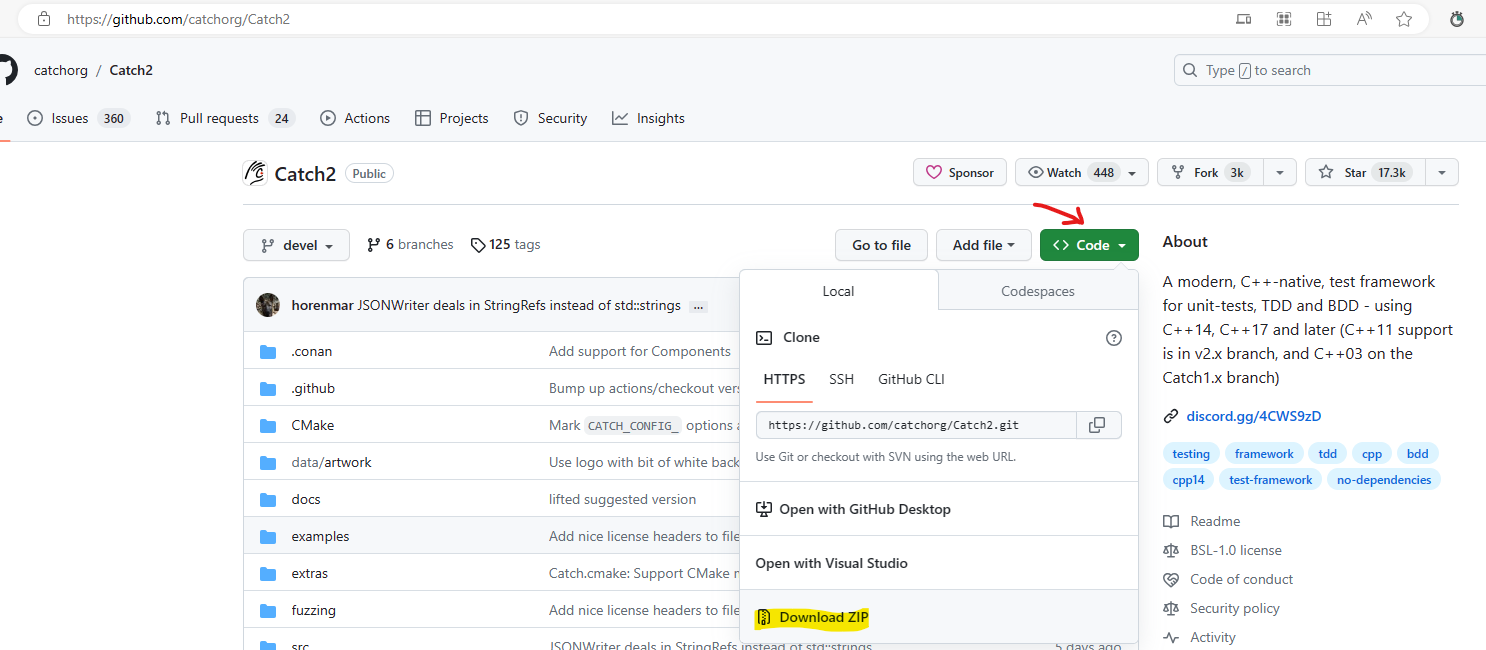 https://github.com/catchorg/Catch2
catchorg / Catch2
Type / to search
Issues 360 Pull requests 24 Actions Projects Security Insights
Catch2 Public
Sponsor Watch 448 Fork 3k Star 17.3k
devel 6 branches 125 tags Go to file Add file <> Code
Local Codespaces
Clone
HTTPS SSH GitHub CLI
https://github.com/catchorg/Catch2.git
Use Git or checkout with SVN using the web URL.
Open with GitHub Desktop
Open with Visual Studio
Download ZIP
horenmar JSONWriter deals in StringRefs instead of std::strings ...
.conan Add support for Components
.github Bump up actions/checkout
CMake Mark CATCH_CONFIG_ options
data/artwork Use logo with bit of white
docs lifted suggested version
examples Add nice license headers to file
extras Catch.cmake: Support CMake
fuzzing Add nice license headers to file
src JSONWriter deals in StringRefs instead of std::strings 5 days ago
About
A modern, C++-native, test framework
for unit-tests, TDD and BDD - using
C++14, C++17 and later (C++11 support
is in v2.x branch, and C++03 on the
Catch1.x branch)
discord.gg/4CWS9zD
testing framework tdd cpp bdd
cpp14 test-framework no-dependencies
Readme
BSL-1.0 license
Code of conduct
Security policy
Activity